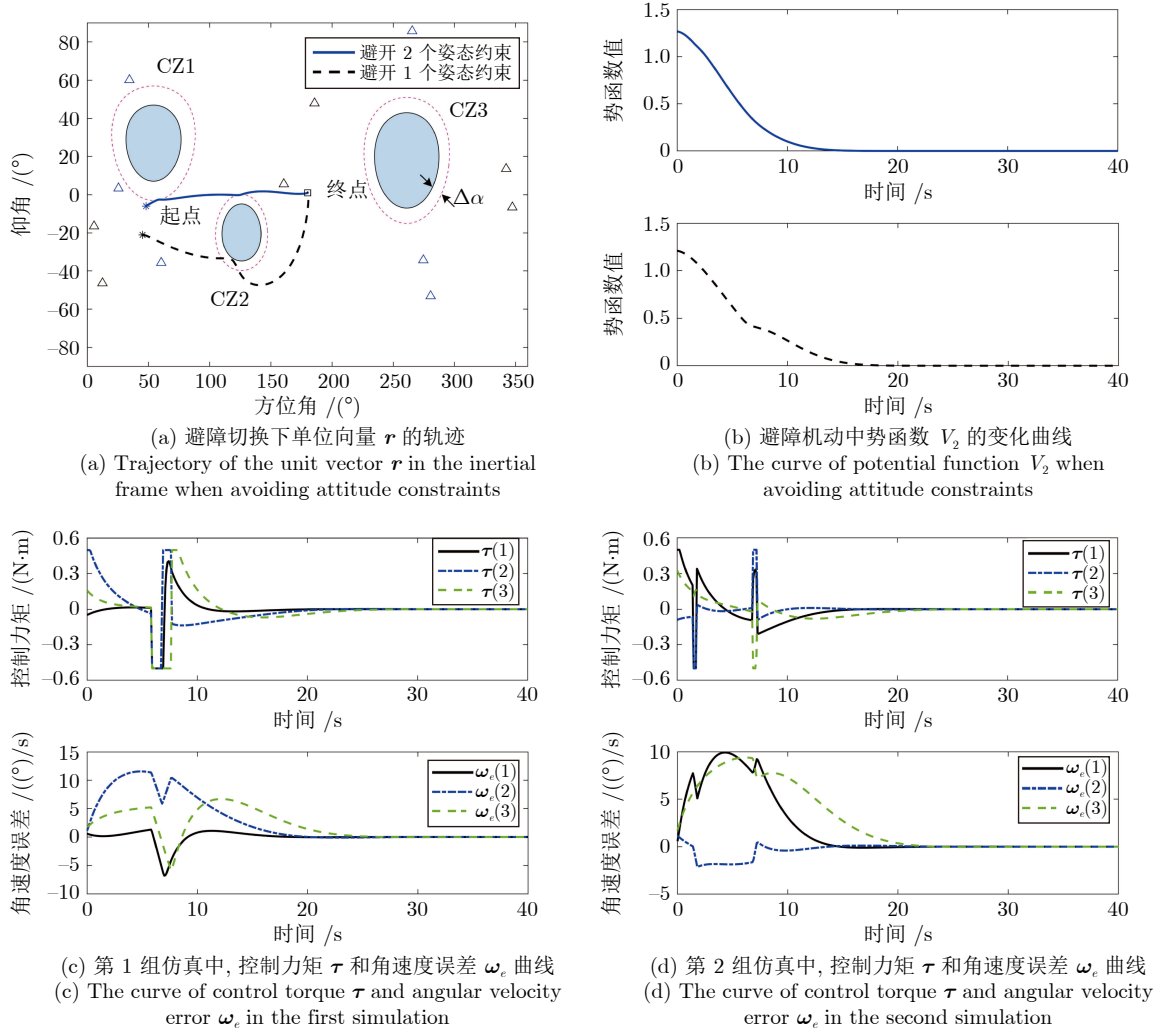 80
60
40
20
0
−20
−40
−60
−80
仰角 /(°)
CZ1
避开 2 个姿态约束
避开 1 个姿态约束
CZ3
起点
终点
Δα
CZ2
0 50 100 150 200 250 300 350
方位角 /(°)
(a) 避障切换下单位向量 r 的轨迹
(a) Trajectory of the unit vector r in the inertial
frame when avoiding attitude constraints
1.5
1.0
0.5
0
势函数值
0 10 20 30 40
时间 /s
1.5
1.0
0.5
0
势函数值
0 10 20 30 40
时间 /s
(b) 避障机动中势函数 V₂ 的变化曲线
(b) The curve of potential function V₂ when
avoiding attitude constraints
0.6
0.3
0
−0.3
−0.6
控制力矩 /(N·m)
τ(1)
τ(2)
τ(3)
0 10 20 30 40
时间 /s
15
10
5
0
−5
−10
角速度误差 /((°)/s)
ωₑ(1)
ωₑ(2)
ωₑ(3)
0 10 20 30 40
时间 /s
(c) 第 1 组仿真中, 控制力矩 τ 和角速度误差 ωₑ 曲线
(c) The curve of control torque τ and angular velocity
error ωₑ in the first simulation
0.6
0.3
0
−0.3
−0.6
控制力矩 /(N·m)
τ(1)
τ(2)
τ(3)
0 10 20 30 40
时间 /s
10
5
0
−5
角速度误差 /((°)/s)
ωₑ(1)
ωₑ(2)
ωₑ(3)
0 10 20 30 40
时间 /s
(d) 第 2 组仿真中, 控制力矩 τ 和角速度误差 ωₑ 曲线
(d) The curve of control torque τ and angular velocity
error ωₑ in the second simulation